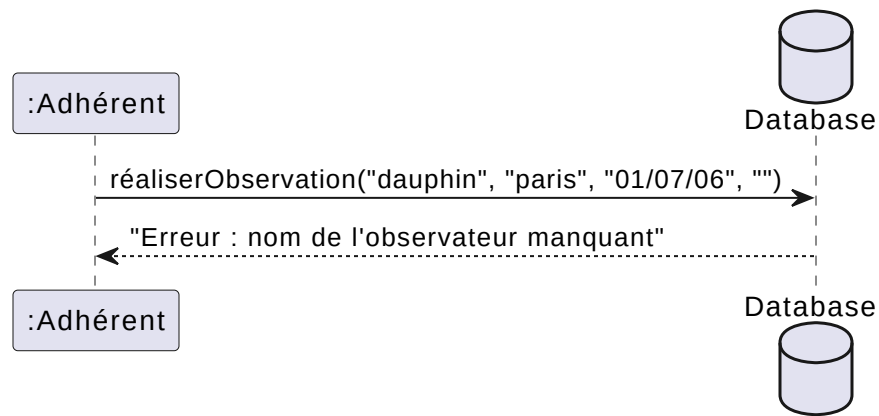 :Adhérent
Database
réaliserObservation("dauphin", "paris", "01/07/06", "")
"Erreur : nom de l'observateur manquant"
:Adhérent
Database